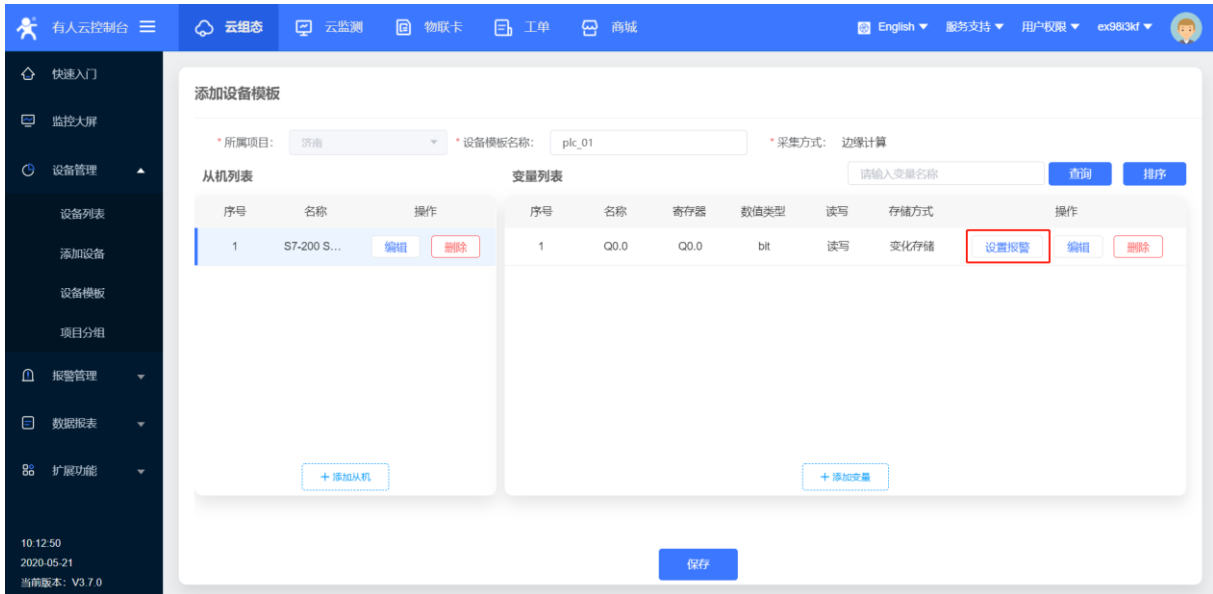 有人云控制台 云组态 云监测 物联卡 工单 商城 English 服务支持 用户权限 ex98i3kf
快速入门
监控大屏
设备管理
设备列表
添加设备
设备模板
项目分组
报警管理
数据报表
扩展功能
10:12:50
2020-05-21
当前版本：V3.7.0
添加设备模板
*所属项目： 济南 *设备模板名称： plc_01 *采集方式： 边缘计算
从机列表 变量列表 请输入变量名称 查询 排序
序号 名称 操作 序号 名称 寄存器 数值类型 读写 存储方式 操作
1 S7-200 S... 编辑 删除 1 Q0.0 Q0.0 bit 读写 变化存储 设置报警 编辑 删除
+ 添加从机 + 添加变量
保存